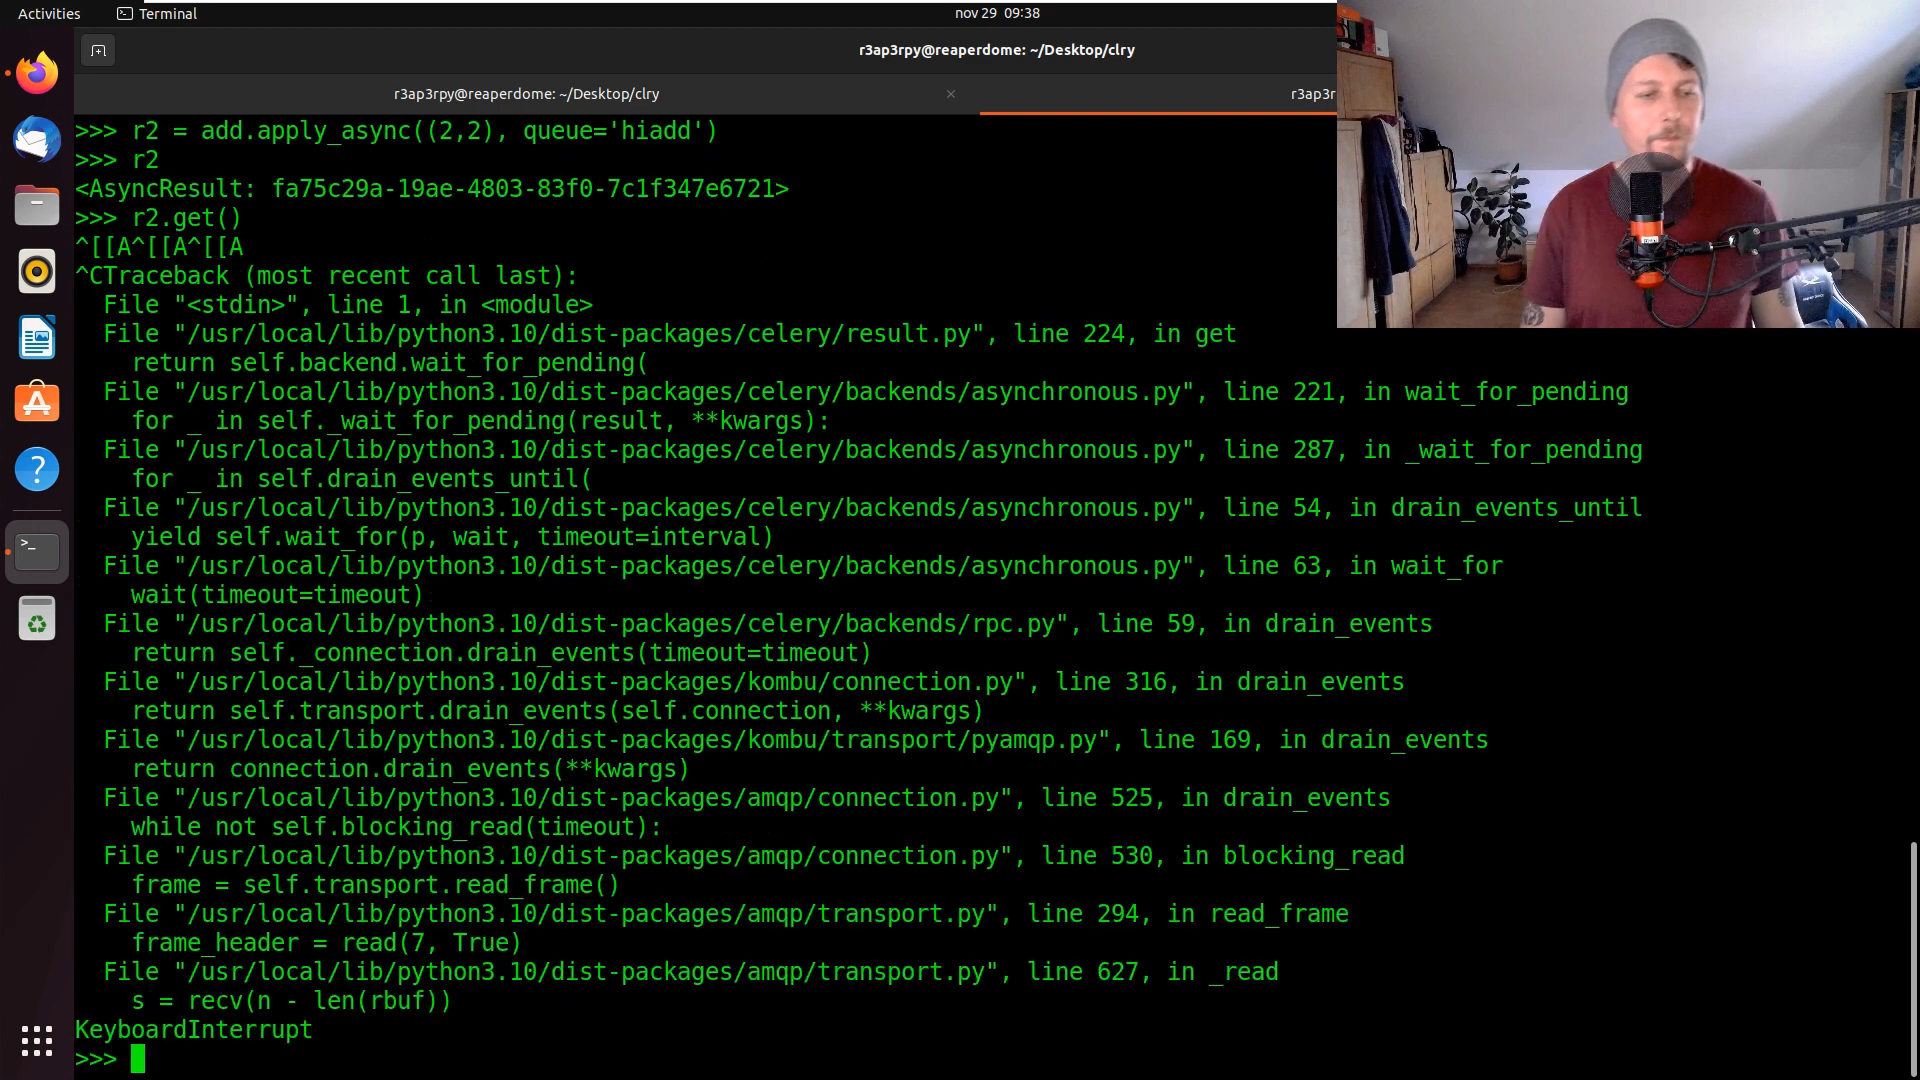 Activities
Terminal
nov 29 09:38
r3ap3rpy@reaperdome: ~/Desktop/clry
r3ap3rpy@reaperdome: ~/Desktop/clry
r3ap3r
>>> r2 = add.apply_async((2,2), queue='hiadd')
>>> r2
<AsyncResult: fa75c29a-19ae-4803-83f0-7c1f347e6721>
>>> r2.get()
^[[A^[[A^[[A
^CTraceback (most recent call last):
  File "<stdin>", line 1, in <module>
  File "/usr/local/lib/python3.10/dist-packages/celery/result.py", line 224, in get
    return self.backend.wait_for_pending(
  File "/usr/local/lib/python3.10/dist-packages/celery/backends/asynchronous.py", line 221, in wait_for_pending
    for _ in self._wait_for_pending(result, **kwargs):
  File "/usr/local/lib/python3.10/dist-packages/celery/backends/asynchronous.py", line 287, in _wait_for_pending
    for _ in self.drain_events_until(
  File "/usr/local/lib/python3.10/dist-packages/celery/backends/asynchronous.py", line 54, in drain_events_until
    yield self.wait_for(p, wait, timeout=interval)
  File "/usr/local/lib/python3.10/dist-packages/celery/backends/asynchronous.py", line 63, in wait_for
    wait(timeout=timeout)
  File "/usr/local/lib/python3.10/dist-packages/celery/backends/rpc.py", line 59, in drain_events
    return self._connection.drain_events(timeout=timeout)
  File "/usr/local/lib/python3.10/dist-packages/kombu/connection.py", line 316, in drain_events
    return self.transport.drain_events(self.connection, **kwargs)
  File "/usr/local/lib/python3.10/dist-packages/kombu/transport/pyamqp.py", line 169, in drain_events
    return connection.drain_events(**kwargs)
  File "/usr/local/lib/python3.10/dist-packages/amqp/connection.py", line 525, in drain_events
    while not self.blocking_read(timeout):
  File "/usr/local/lib/python3.10/dist-packages/amqp/connection.py", line 530, in blocking_read
    frame = self.transport.read_frame()
  File "/usr/local/lib/python3.10/dist-packages/amqp/transport.py", line 294, in read_frame
    frame_header = read(7, True)
  File "/usr/local/lib/python3.10/dist-packages/amqp/transport.py", line 627, in _read
    s = recv(n - len(rbuf))
KeyboardInterrupt
>>>